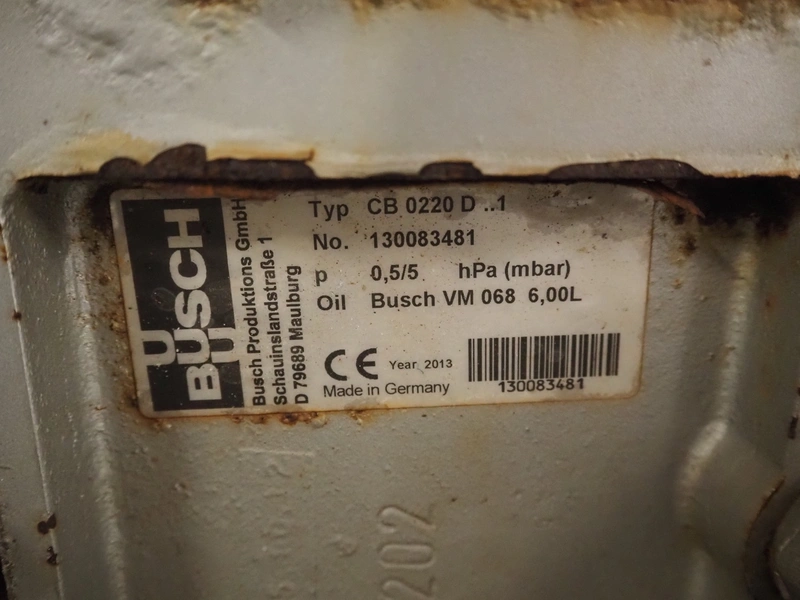 BUSCH
Busch Produktions GmbH
Schauinslandstraße 1
D 79689 Maulburg
Typ CB 0220 D ..1
No. 130083481
p 0,5/5 hPa (mbar)
Oil Busch VM 068 6,00L
CE Year 2013
Made in Germany
130083481
202